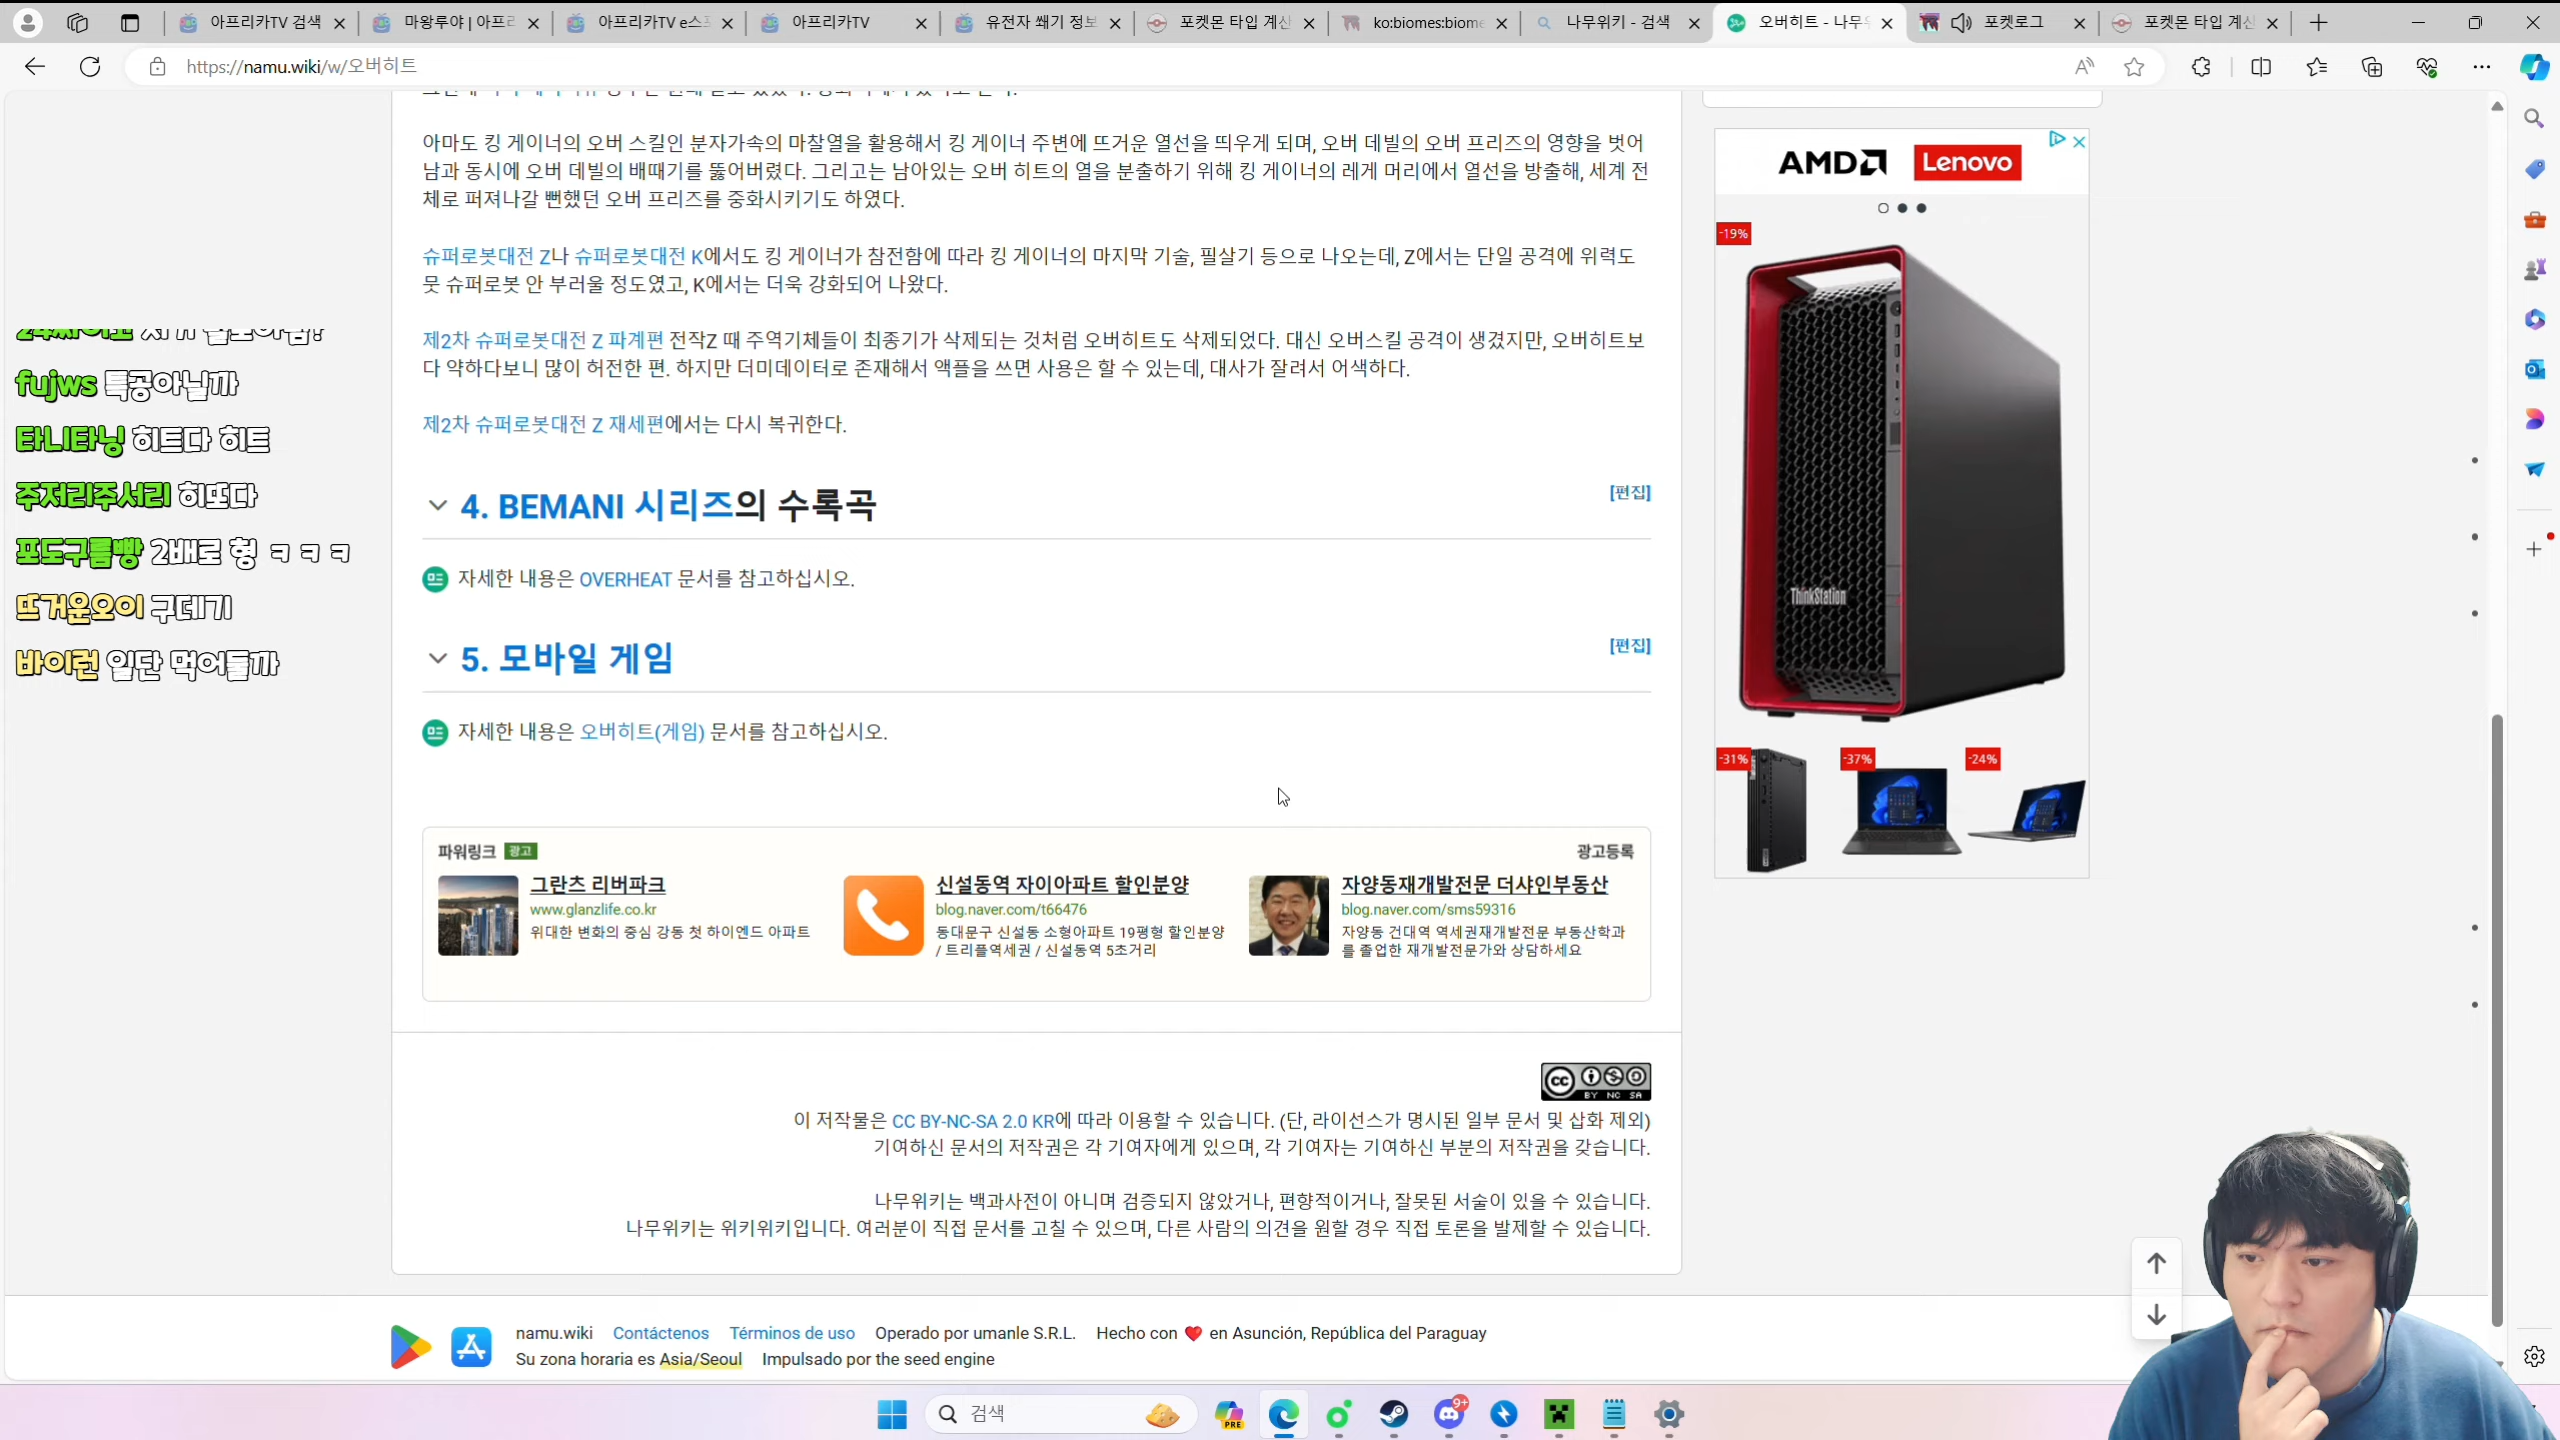 아프리카TV 검색
마왕루야 | 아프리
아프리카TV e스포
아프리카TV
유전자 쐐기 정보
포켓몬 타입 계산
ko:biomes:biome
나무위키 - 검색
오버히트 - 나무위
포켓로그
포켓몬 타입 계산
https://namu.wiki/w/오버히트
아마도 킹 게이너의 오버 스킬인 분자가속의 마찰열을 활용해서 킹 게이너 주변에 뜨거운 열선을 띄우게 되며, 오버 데빌의 오버 프리즈의 영향을 벗어
남과 동시에 오버 데빌의 배때기를 뚫어버렸다. 그리고는 남아있는 오버 히트의 열을 분출하기 위해 킹 게이너의 레게 머리에서 열선을 방출해, 세계 전
체로 퍼져나갈 뻔했던 오버 프리즈를 중화시키기도 하였다.
슈퍼로봇대전 Z나 슈퍼로봇대전 K에서도 킹 게이너가 참전함에 따라 킹 게이너의 마지막 기술, 필살기 등으로 나오는데, Z에서는 단일 공격에 위력도
뭇 슈퍼로봇 안 부러울 정도였고, K에서는 더욱 강화되어 나왔다.
제2차 슈퍼로봇대전 Z 파계편 전작Z 때 주역기체들이 최종기가 삭제되는 것처럼 오버히트도 삭제되었다. 대신 오버스킬 공격이 생겼지만, 오버히트보
다 약하다보니 많이 허전한 편. 하지만 더미데이터로 존재해서 액플을 쓰면 사용은 할 수 있는데, 대사가 잘려서 어색하다.
제2차 슈퍼로봇대전 Z 재세편에서는 다시 복귀한다.
4. BEMANI 시리즈의 수록곡
[편집]
자세한 내용은 OVERHEAT 문서를 참고하십시오.
5. 모바일 게임
[편집]
자세한 내용은 오버히트(게임) 문서를 참고하십시오.
fujws 특공아닐까
타니타닝 히트다 히트
주저리주서리 히또다
포도구름빵 2배로 형 ㅋㅋㅋ
뜨거운오이 구데기
바이런 일단 먹어둘까
AMD Lenovo
-19%
ThinkStation
-31%
-37%
-24%
파워링크 광고
광고등록
그란츠 리버파크
www.glanzlife.co.kr
위대한 변화의 중심 강동 첫 하이엔드 아파트
신설동역 자이아파트 할인분양
blog.naver.com/t66476
동대문구 신설동 소형아파트 19평형 할인분양
/ 트리플역세권 / 신설동역 5초거리
자양동재개발전문 더샤인부동산
blog.naver.com/sms59316
자양동 건대역 역세권재개발전문 부동산학과
를 졸업한 재개발전문가와 상담하세요
cc BY NC SA
이 저작물은 CC BY-NC-SA 2.0 KR에 따라 이용할 수 있습니다. (단, 라이선스가 명시된 일부 문서 및 삽화 제외)
기여하신 문서의 저작권은 각 기여자에게 있으며, 각 기여자는 기여하신 부분의 저작권을 갖습니다.
나무위키는 백과사전이 아니며 검증되지 않았거나, 편향적이거나, 잘못된 서술이 있을 수 있습니다.
나무위키는 위키위키입니다. 여러분이 직접 문서를 고칠 수 있으며, 다른 사람의 의견을 원할 경우 직접 토론을 발제할 수 있습니다.
namu.wiki Contáctenos Términos de uso Operado por umanle S.R.L. Hecho con ❤️ en Asunción, República del Paraguay
Su zona horaria es Asia/Seoul Impulsado por the seed engine
검색
PRE
9+